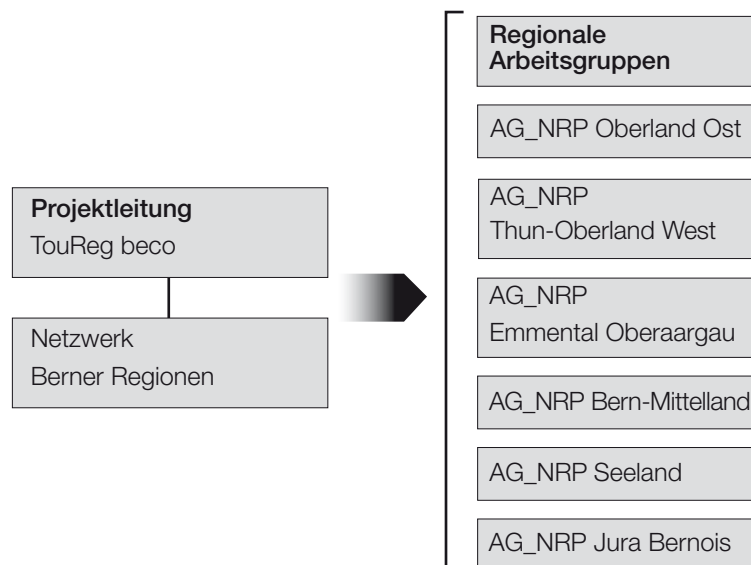 Projektleitung
TouReg beco
Netzwerk
Berner Regionen
Regionale
Arbeitsgruppen
AG_NRP Oberland Ost
AG_NRP
Thun-Oberland West
AG_NRP
Emmental Oberaargau
AG_NRP Bern-Mittelland
AG_NRP Seeland
AG_NRP Jura Bernois